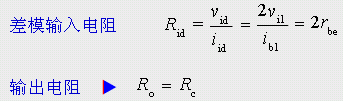 差模输入电阻 R_id = v_id / i_id = 2v_i1 / i_b1 = 2r_be
输出电阻 ▶ R_o = R_c